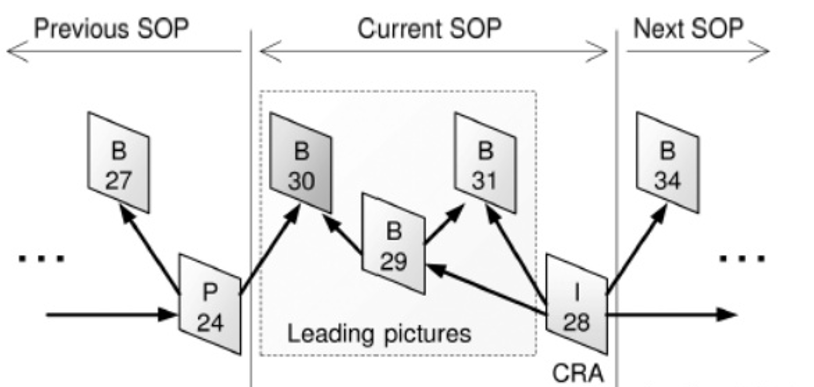 Previous SOP
Current SOP
Next SOP
B
27
B
30
B
31
B
34
B
29
...
...
P
24
I
28
Leading pictures
CRA